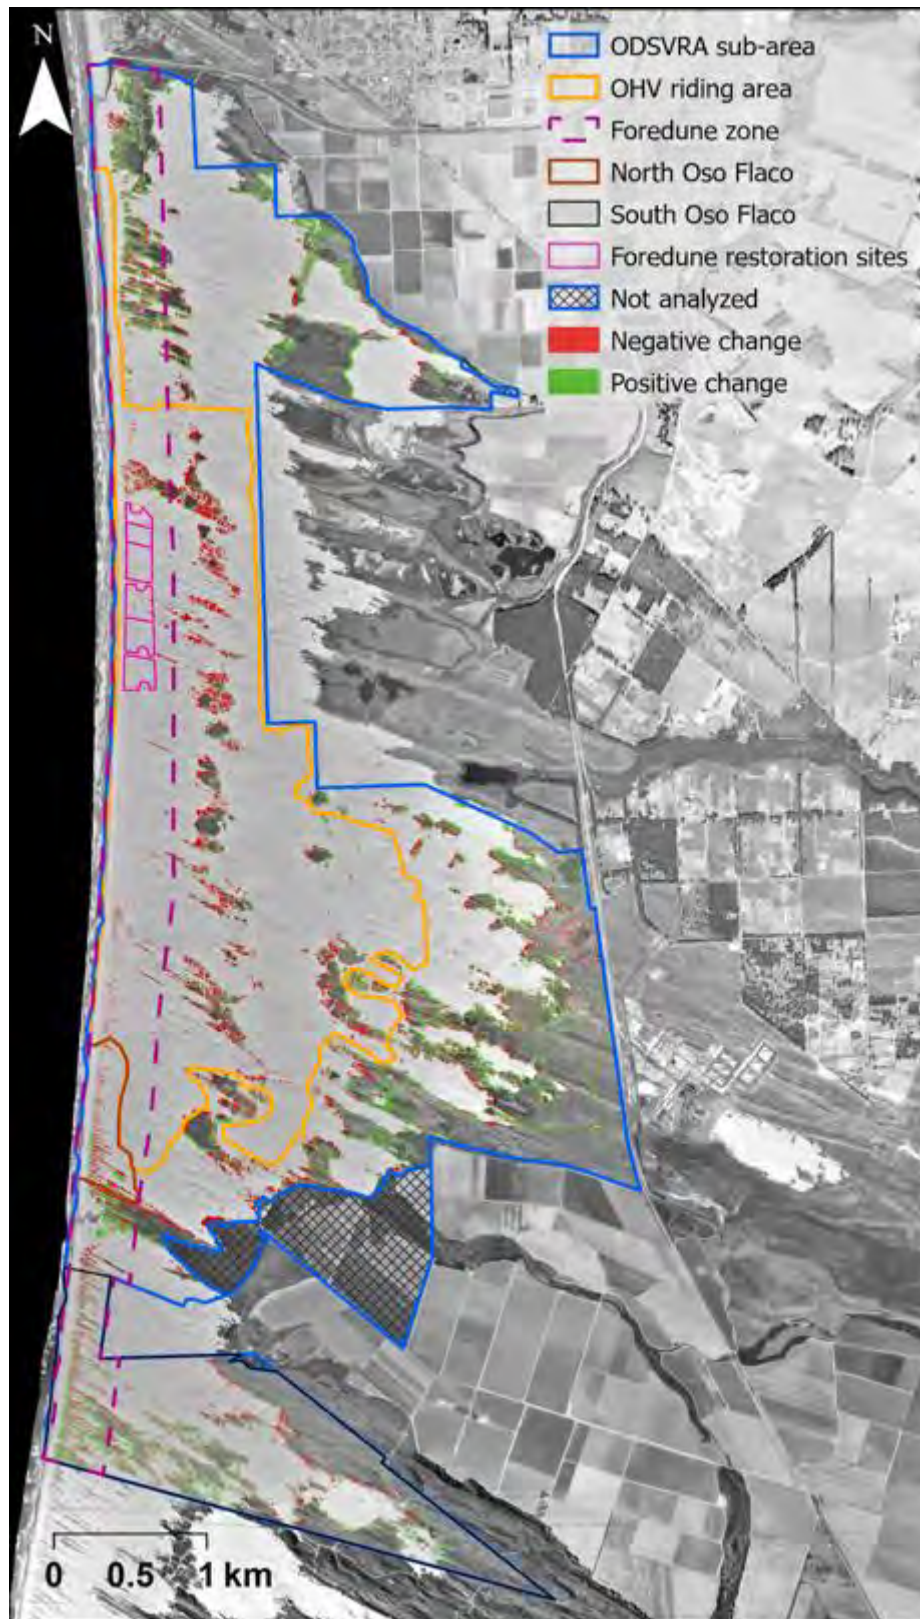 N
ODSVRA sub-area
OHV riding area
Foredune zone
North Oso Flaco
South Oso Flaco
Foredune restoration sites
Not analyzed
Negative change
Positive change
0 0.5 1 km